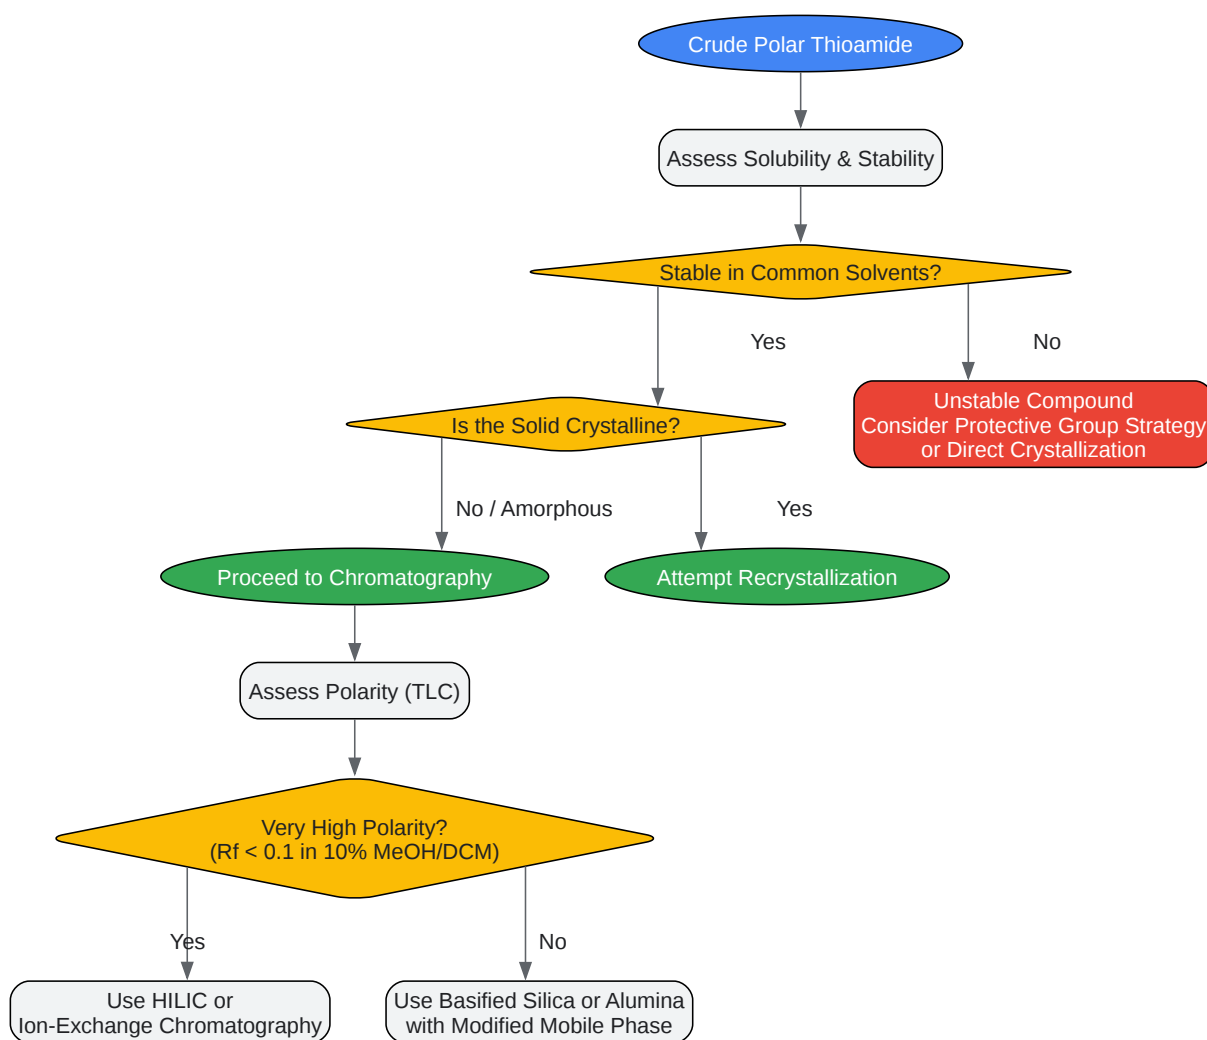 Crude Polar Thioamide
Assess Solubility & Stability
Stable in Common Solvents?
Yes
No
Unstable Compound
Consider Protective Group Strategy
or Direct Crystallization
Is the Solid Crystalline?
No / Amorphous
Yes
Proceed to Chromatography
Attempt Recrystallization
Assess Polarity (TLC)
Very High Polarity?
(Rf < 0.1 in 10% MeOH/DCM)
Yes
No
Use HILIC or
Ion-Exchange Chromatography
Use Basified Silica or Alumina
with Modified Mobile Phase